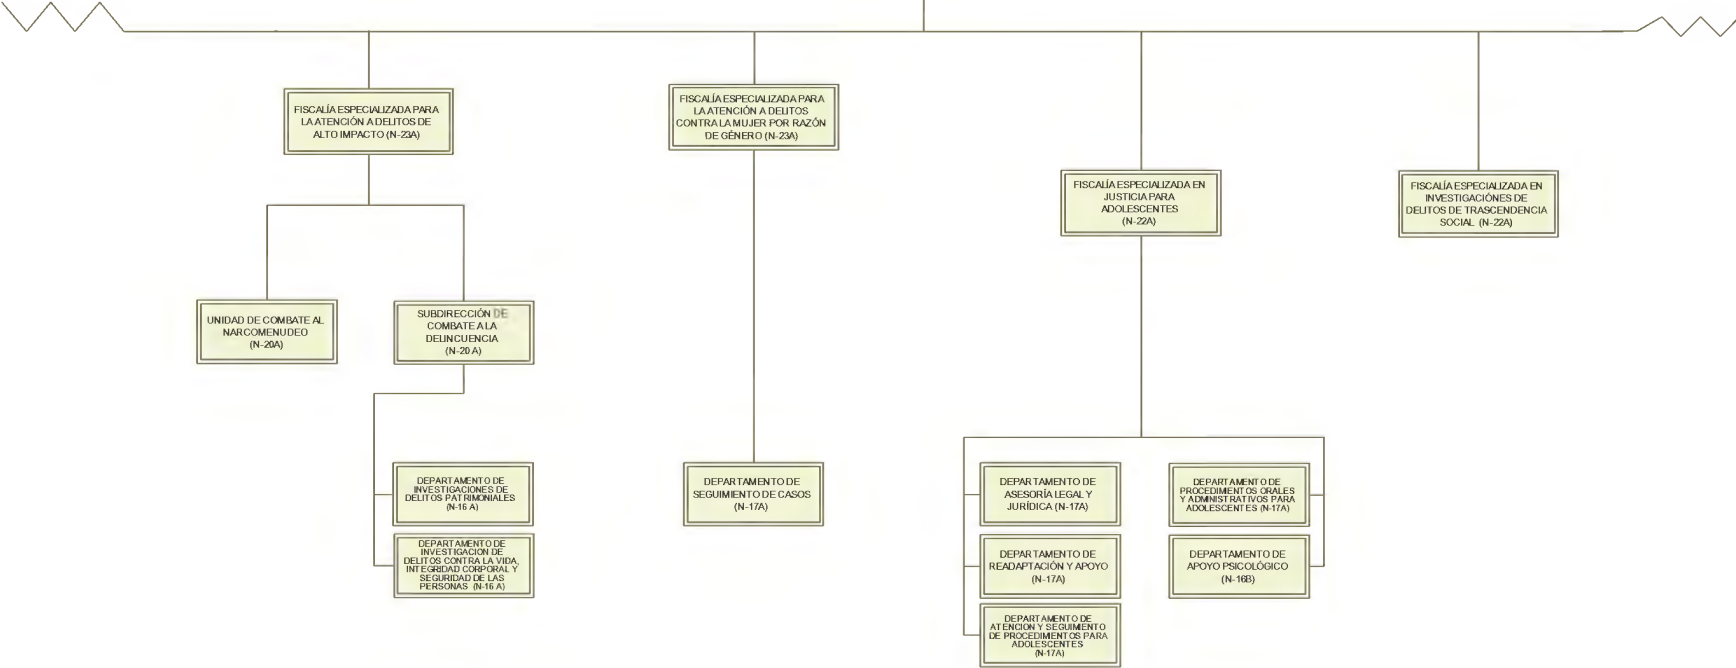 FISCALÍA ESPECIALIZADA PARA
LA ATENCIÓN A DELITOS DE
ALTO IMPACTO (N-23A)
FISCALÍA ESPECIALIZADA PARA
LA ATENCIÓN A DELITOS
CONTRA LA MUJER POR RAZÓN
DE GÉNERO (N-23A)
FISCALÍA ESPECIALIZADA EN
JUSTICIA PARA
ADOLESCENTES
(N-22A)
FISCALÍA ESPECIALIZADA EN
INVESTIGACIÓNES DE
DELITOS DE TRASCENDENCIA
SOCIAL (N-22A)
UNIDAD DE COMBATE AL
NARCOMENUDEO
(N-20A)
SUBDIRECCIÓN DE
COMBATE A LA
DELINCUENCIA
(N-20 A)
DEPARTAMENTO DE
INVESTIGACIONES DE
DELITOS PATRIMONIALES
(N-16 A)
DEPARTAMENTO DE
INVESTIGACION DE
DELITOS CONTRA LA VIDA,
INTEGRIDAD CORPORAL Y
SEGURIDAD DE LAS
PERSONAS (N-16 A)
DEPARTAMENTO DE
SEGUIMIENTO DE CASOS
(N-17A)
DEPARTAMENTO DE
ASESORÍA LEGAL Y
JURÍDICA (N-17A)
DEPARTAMENTO DE
PROCEDIMIENTOS ORALES
Y ADMINISTRATIVOS PARA
ADOLESCENTES (N-17A)
DEPARTAMENTO DE
READAPTACIÓN Y APOYO
(N-17A)
DEPARTAMENTO DE
APOYO PSICOLÓGICO
(N-16B)
DEPARTAMENTO DE
ATENCION Y SEGUIMIENTO
DE PROCEDIMIENTOS PARA
ADOLESCENTES
(N-17A)